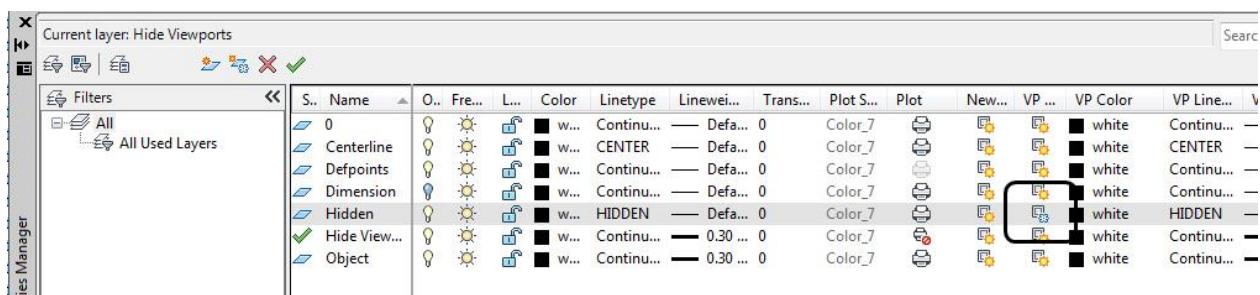 Current layer: Hide Viewports
Searc
Filters
All
All Used Layers
S.. Name O.. Fre... L... Color Linetype Linewei... Trans... Plot S... Plot New... VP ... VP Color VP Line... V
0 w... Continu... Defa... 0 Color_7 white Continu...
Centerline w... CENTER Defa... 0 Color_7 white CENTER
Defpoints w... Continu... Defa... 0 Color_7 white Continu...
Dimension w... Continu... Defa... 0 Color_7 white Continu...
Hidden w... HIDDEN Defa... 0 Color_7 white HIDDEN
Hide View... w... Continu... 0.30 ... 0 Color_7 white Continu...
Object w... Continu... 0.30 ... 0 Color_7 white Continu...
ies Manager